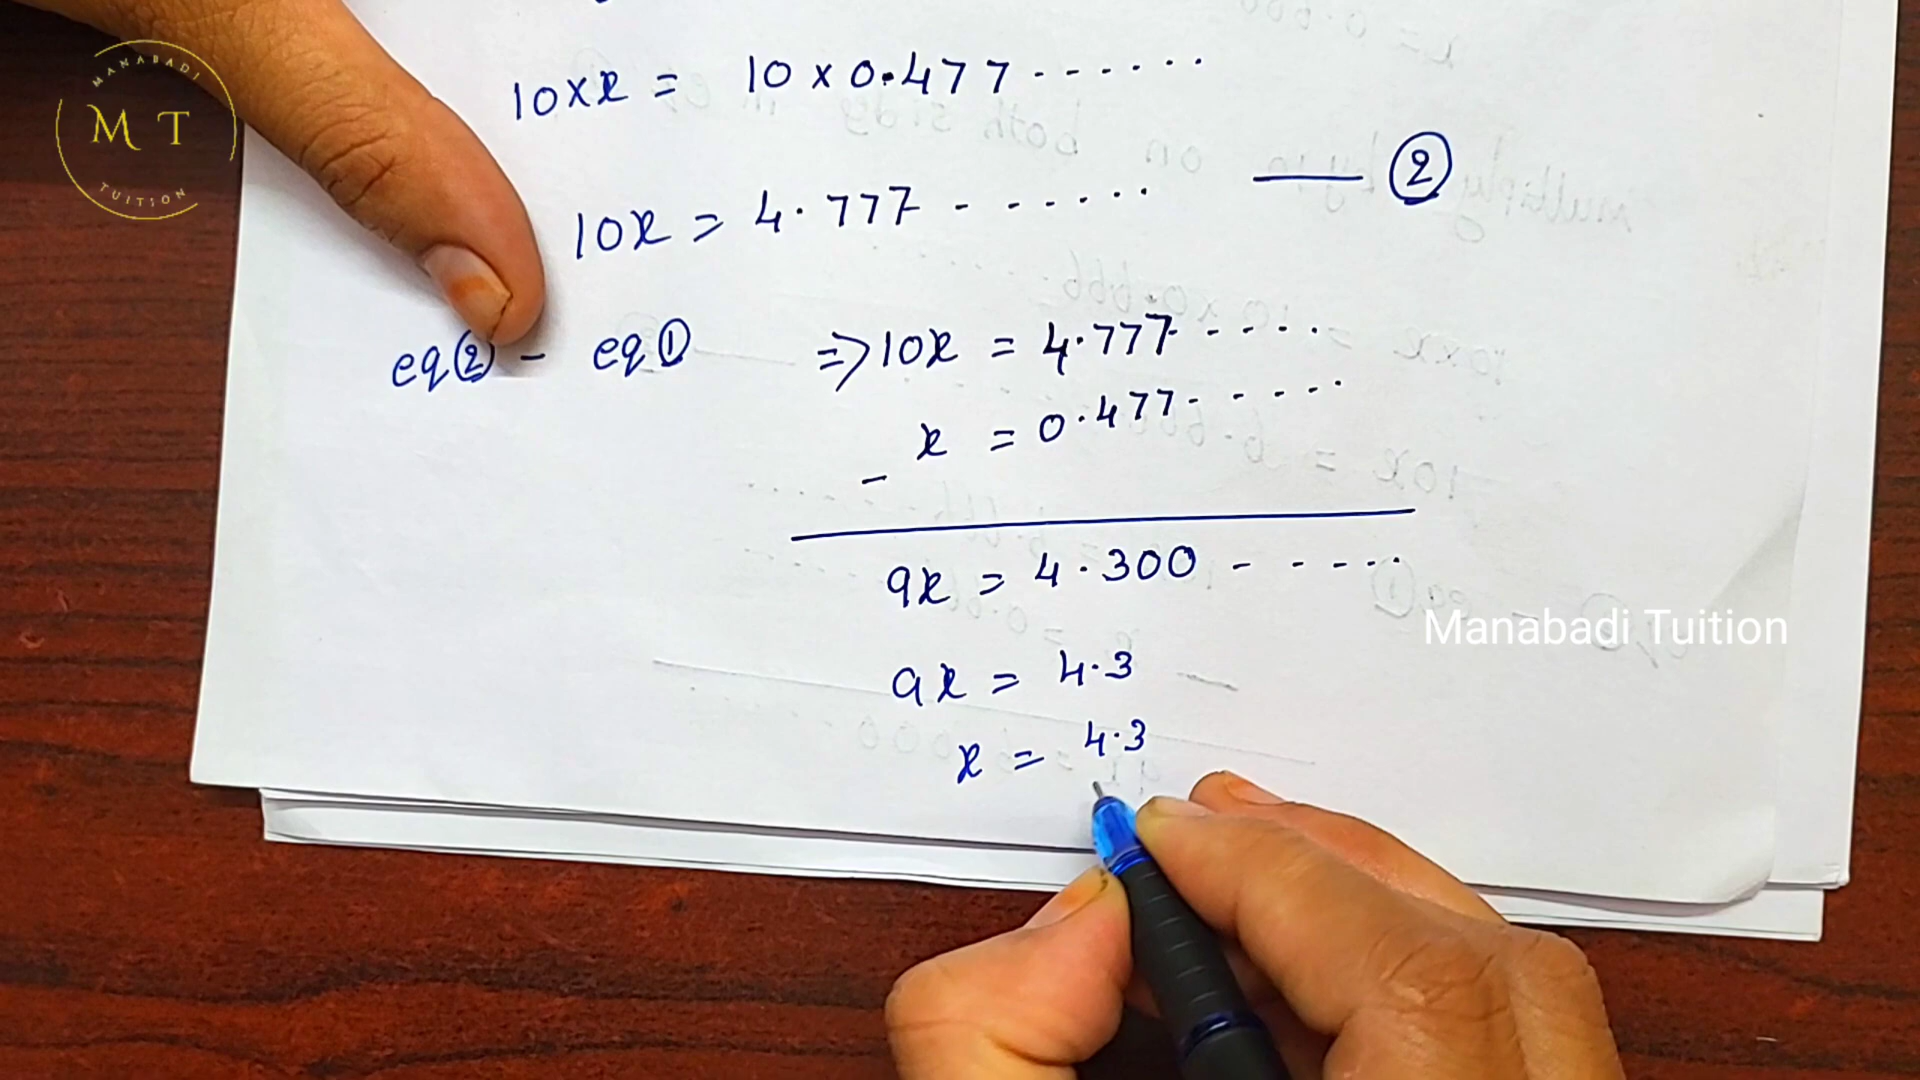 MANABADI
M T
TUITION
10×x = 10 × 0.477 - - - - - -
10x = 4.777 - - - - - - —— ②
eq② - eq① => 10x = 4.777 - - - - -
x = 0.477 - - - - - -
-
9x = 4.300 - - - - - -
9x = 4.3
x = 4.3
Manabadi Tuition